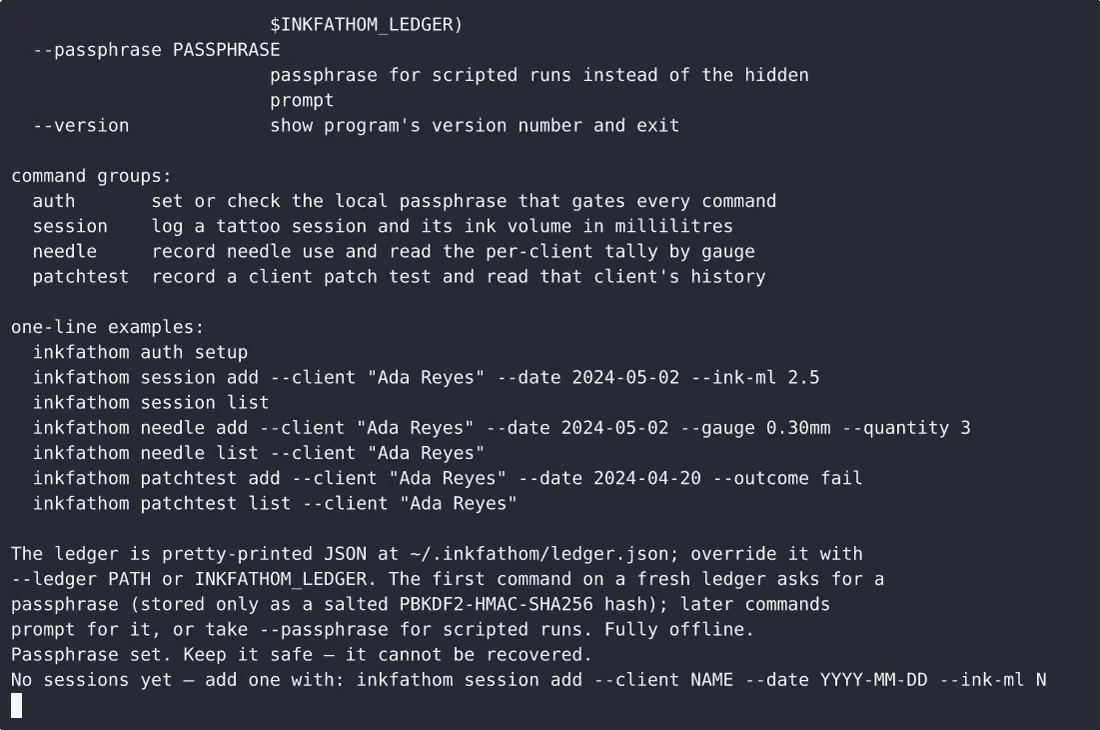 $INKFATHOM_LEDGER)
--passphrase PASSPHRASE
passphrase for scripted runs instead of the hidden
prompt
--version             show program's version number and exit
command groups:
auth       set or check the local passphrase that gates every command
session    log a tattoo session and its ink volume in millilitres
needle     record needle use and read the per-client tally by gauge
patchtest  record a client patch test and read that client's history
one-line examples:
inkfathom auth setup
inkfathom session add --client "Ada Reyes" --date 2024-05-02 --ink-ml 2.5
inkfathom session list
inkfathom needle add --client "Ada Reyes" --date 2024-05-02 --gauge 0.30mm --quantity 3
inkfathom needle list --client "Ada Reyes"
inkfathom patchtest add --client "Ada Reyes" --date 2024-04-20 --outcome fail
inkfathom patchtest list --client "Ada Reyes"
The ledger is pretty-printed JSON at ~/.inkfathom/ledger.json; override it with
--ledger PATH or INKFATHOM_LEDGER. The first command on a fresh ledger asks for a
passphrase (stored only as a salted PBKDF2-HMAC-SHA256 hash); later commands
prompt for it, or take --passphrase for scripted runs. Fully offline.
Passphrase set. Keep it safe — it cannot be recovered.
No sessions yet — add one with: inkfathom session add --client NAME --date YYYY-MM-DD --ink-ml N